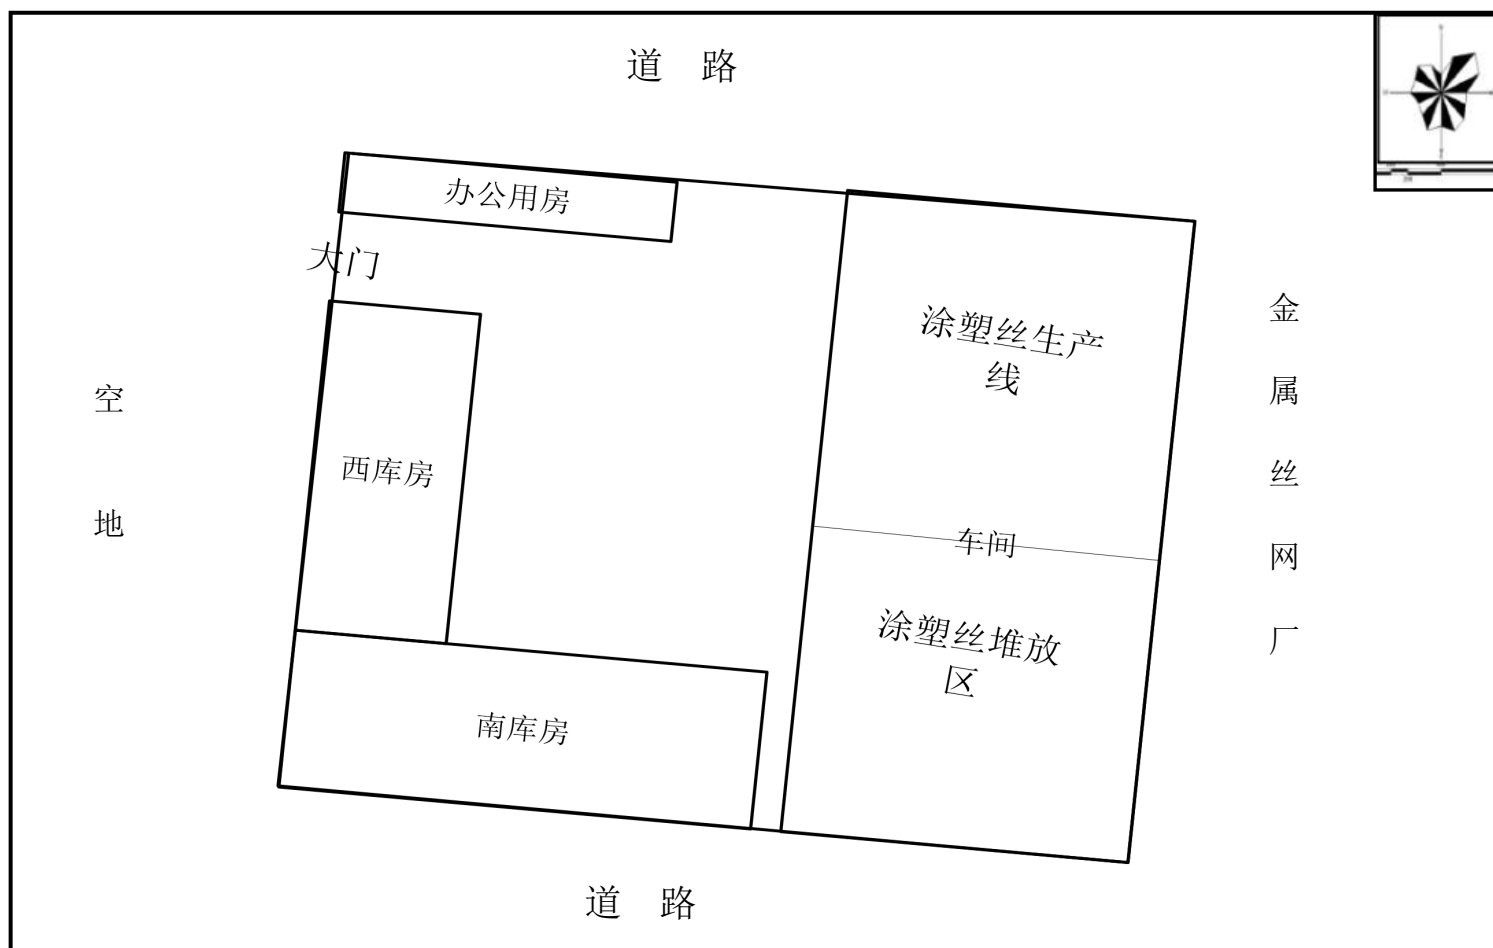 道 路
办公用房
大门
涂塑丝生产
线
金
属
丝
网
厂
空
地
西库房
车间
涂塑丝堆放
区
南库房
道 路